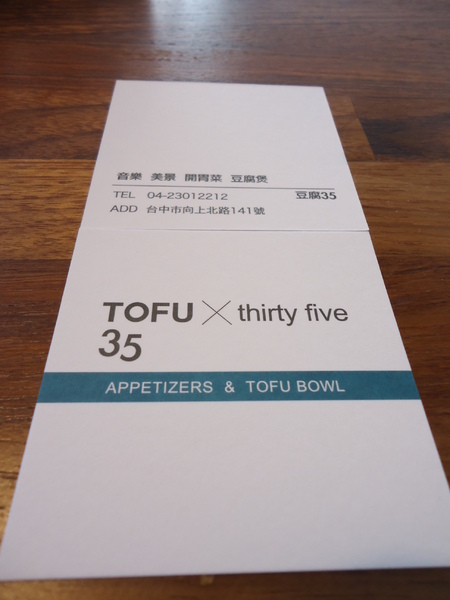 音樂 美景 開胃菜 豆腐煲
豆腐35
TEL 04-23012212
ADD 台中市向上北路141號
TOFU × thirty five
35
APPETIZERS & TOFU BOWL